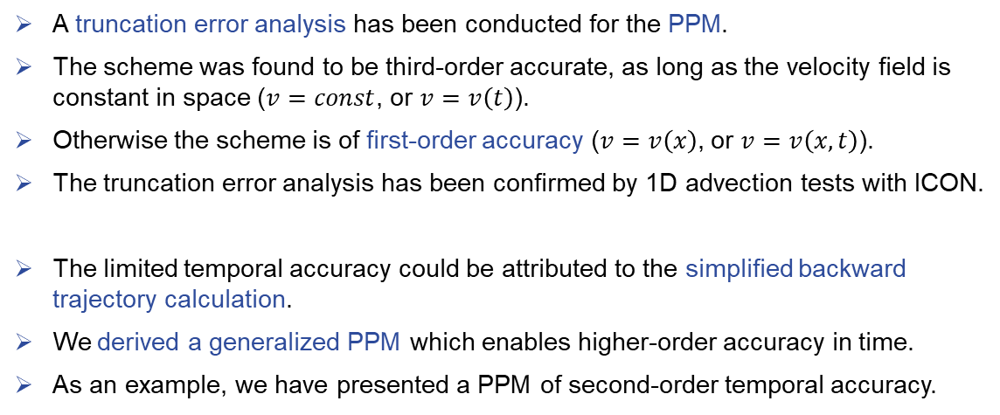 ➢ A truncation error analysis has been conducted for the PPM.
➢ The scheme was found to be third-order accurate, as long as the velocity field is
constant in space (v = const, or v = v(t)).
➢ Otherwise the scheme is of first-order accuracy (v = v(x), or v = v(x, t)).
➢ The truncation error analysis has been confirmed by 1D advection tests with ICON.
➢ The limited temporal accuracy could be attributed to the simplified backward
trajectory calculation.
➢ We derived a generalized PPM which enables higher-order accuracy in time.
➢ As an example, we have presented a PPM of second-order temporal accuracy.